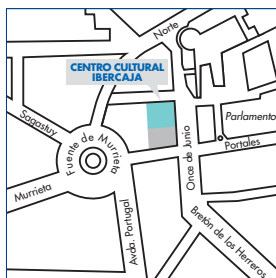 Norte
CENTRO CULTURAL
IBERCAJA
Sagastuy
Fuente de Murrieta
Parlamento
Portales
Once de Junio
Murrieta
Avda. Portugal
Bretón de los Herreros